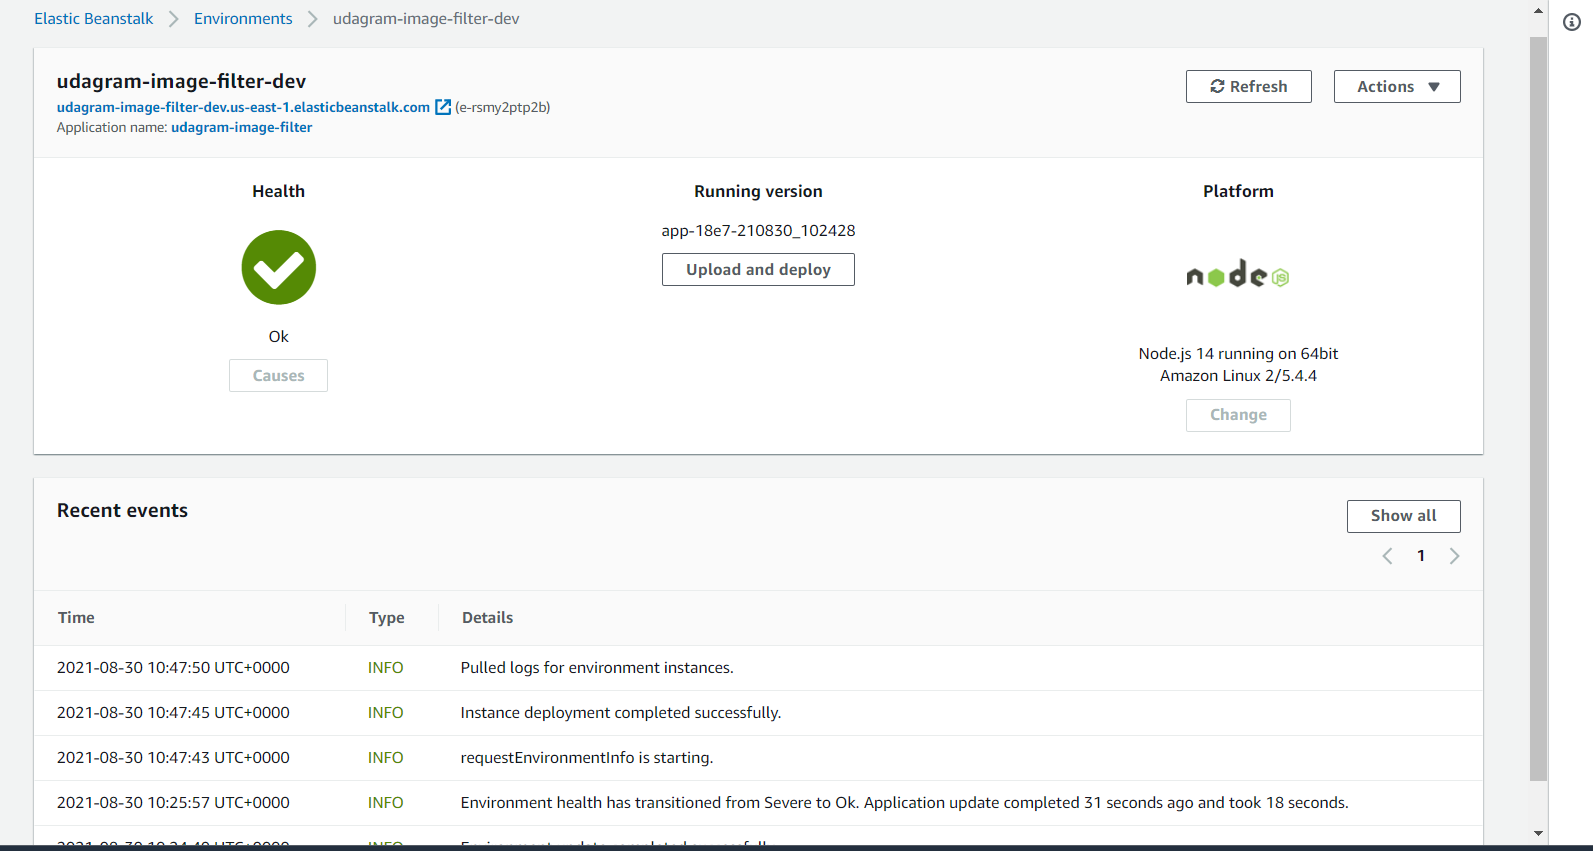 Elastic Beanstalk > Environments > udagram-image-filter-dev
udagram-image-filter-dev
Refresh
Actions
udagram-image-filter-dev.us-east-1.elasticbeanstalk.com (e-rsmy2ptp2b)
Application name: udagram-image-filter
Health
Ok
Causes
Running version
app-18e7-210830_102428
Upload and deploy
Platform
node JS
Node.js 14 running on 64bit
Amazon Linux 2/5.4.4
Change
Recent events
Show all
1
Time Type Details
2021-08-30 10:47:50 UTC+0000 INFO Pulled logs for environment instances.
2021-08-30 10:47:45 UTC+0000 INFO Instance deployment completed successfully.
2021-08-30 10:47:43 UTC+0000 INFO requestEnvironmentInfo is starting.
2021-08-30 10:25:57 UTC+0000 INFO Environment health has transitioned from Severe to Ok. Application update completed 31 seconds ago and took 18 seconds.